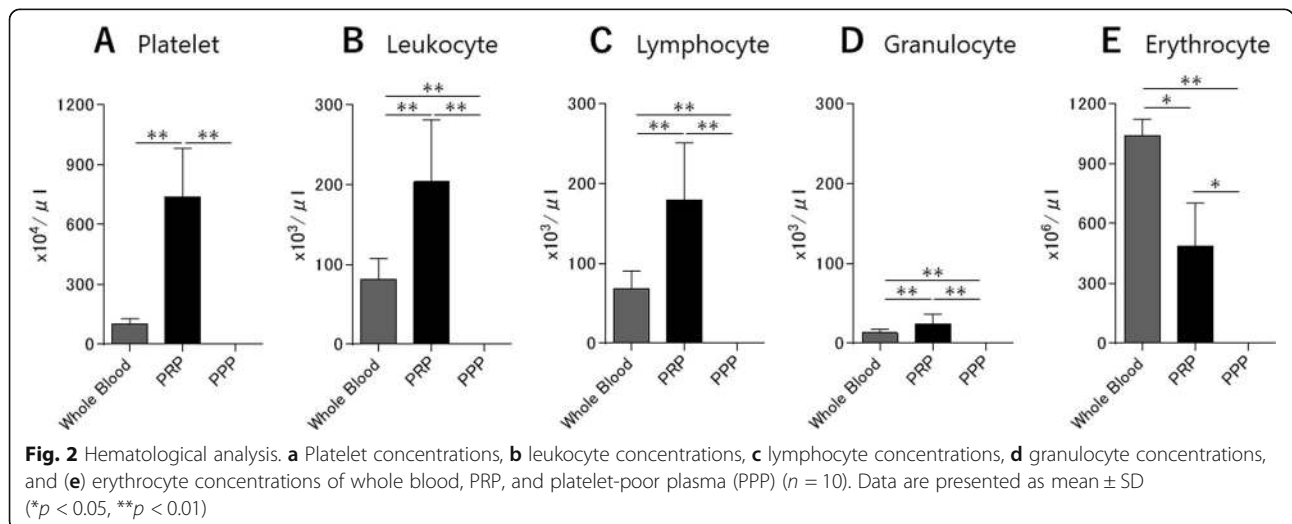 A Platelet
B Leukocyte
C Lymphocyte
D Granulocyte
E Erythrocyte
x10⁴/μl
1200
900
600
300
0
** **
Whole Blood
PRP
PPP
x10³/μl
300
200
100
0
**
** **
Whole Blood
PRP
PPP
x10³/μl
300
200
100
0
**
** **
Whole Blood
PRP
PPP
x10³/μl
300
200
100
0
**
** **
Whole Blood
PRP
PPP
x10⁶/μl
1200
900
600
300
0
**
*
*
Whole Blood
PRP
PPP
Fig. 2 Hematological analysis. a Platelet concentrations, b leukocyte concentrations, c lymphocyte concentrations, d granulocyte concentrations,
and (e) erythrocyte concentrations of whole blood, PRP, and platelet-poor plasma (PPP) (n = 10). Data are presented as mean ± SD
(*p < 0.05, **p < 0.01)